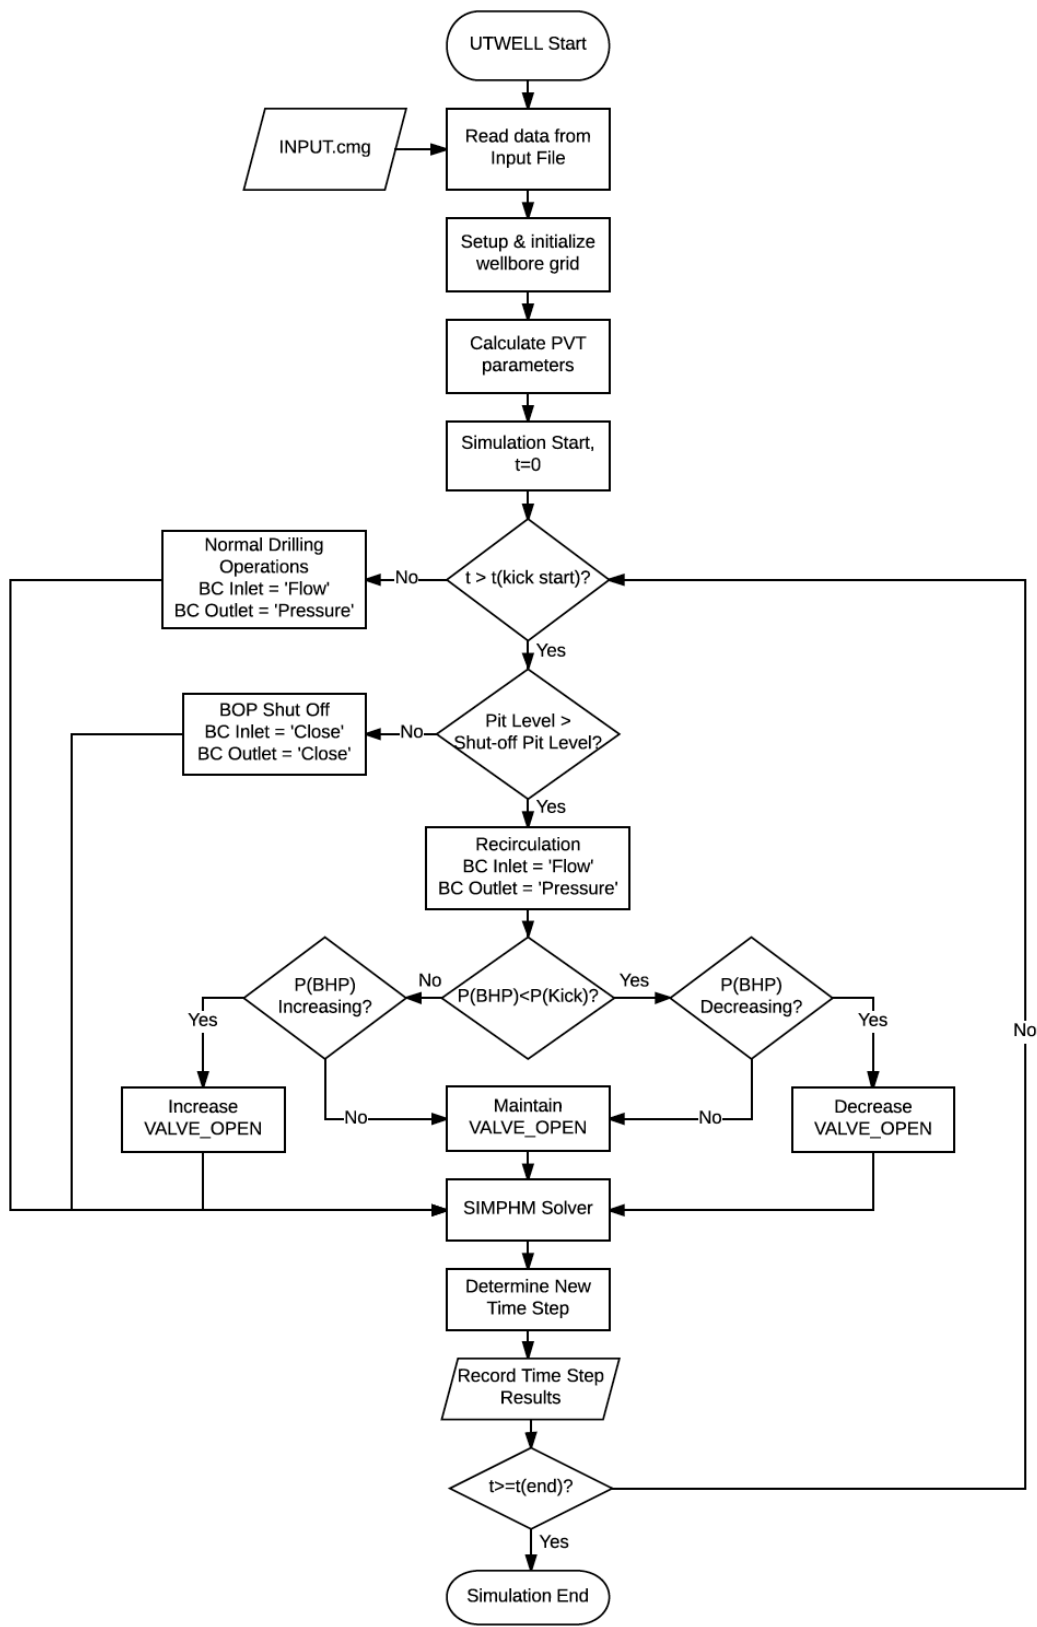 UTWELL Start
INPUT.cmg
Read data from
Input File
Setup & initialize
wellbore grid
Calculate PVT
parameters
Simulation Start,
t=0
t > t(kick start)?
No
Normal Drilling
Operations
BC Inlet = 'Flow'
BC Outlet = 'Pressure'
Yes
Pit Level >
Shut-off Pit Level?
No
BOP Shut Off
BC Inlet = 'Close'
BC Outlet = 'Close'
Yes
Recirculation
BC Inlet = 'Flow'
BC Outlet = 'Pressure'
P(BHP)<P(Kick)?
No
P(BHP)
Increasing?
Yes
P(BHP)
Decreasing?
Yes
Yes
No
Increase
VALVE_OPEN
No
Maintain
VALVE_OPEN
No
Decrease
VALVE_OPEN
SIMPHM Solver
Determine New
Time Step
Record Time Step
Results
t>=t(end)?
Yes
Simulation End